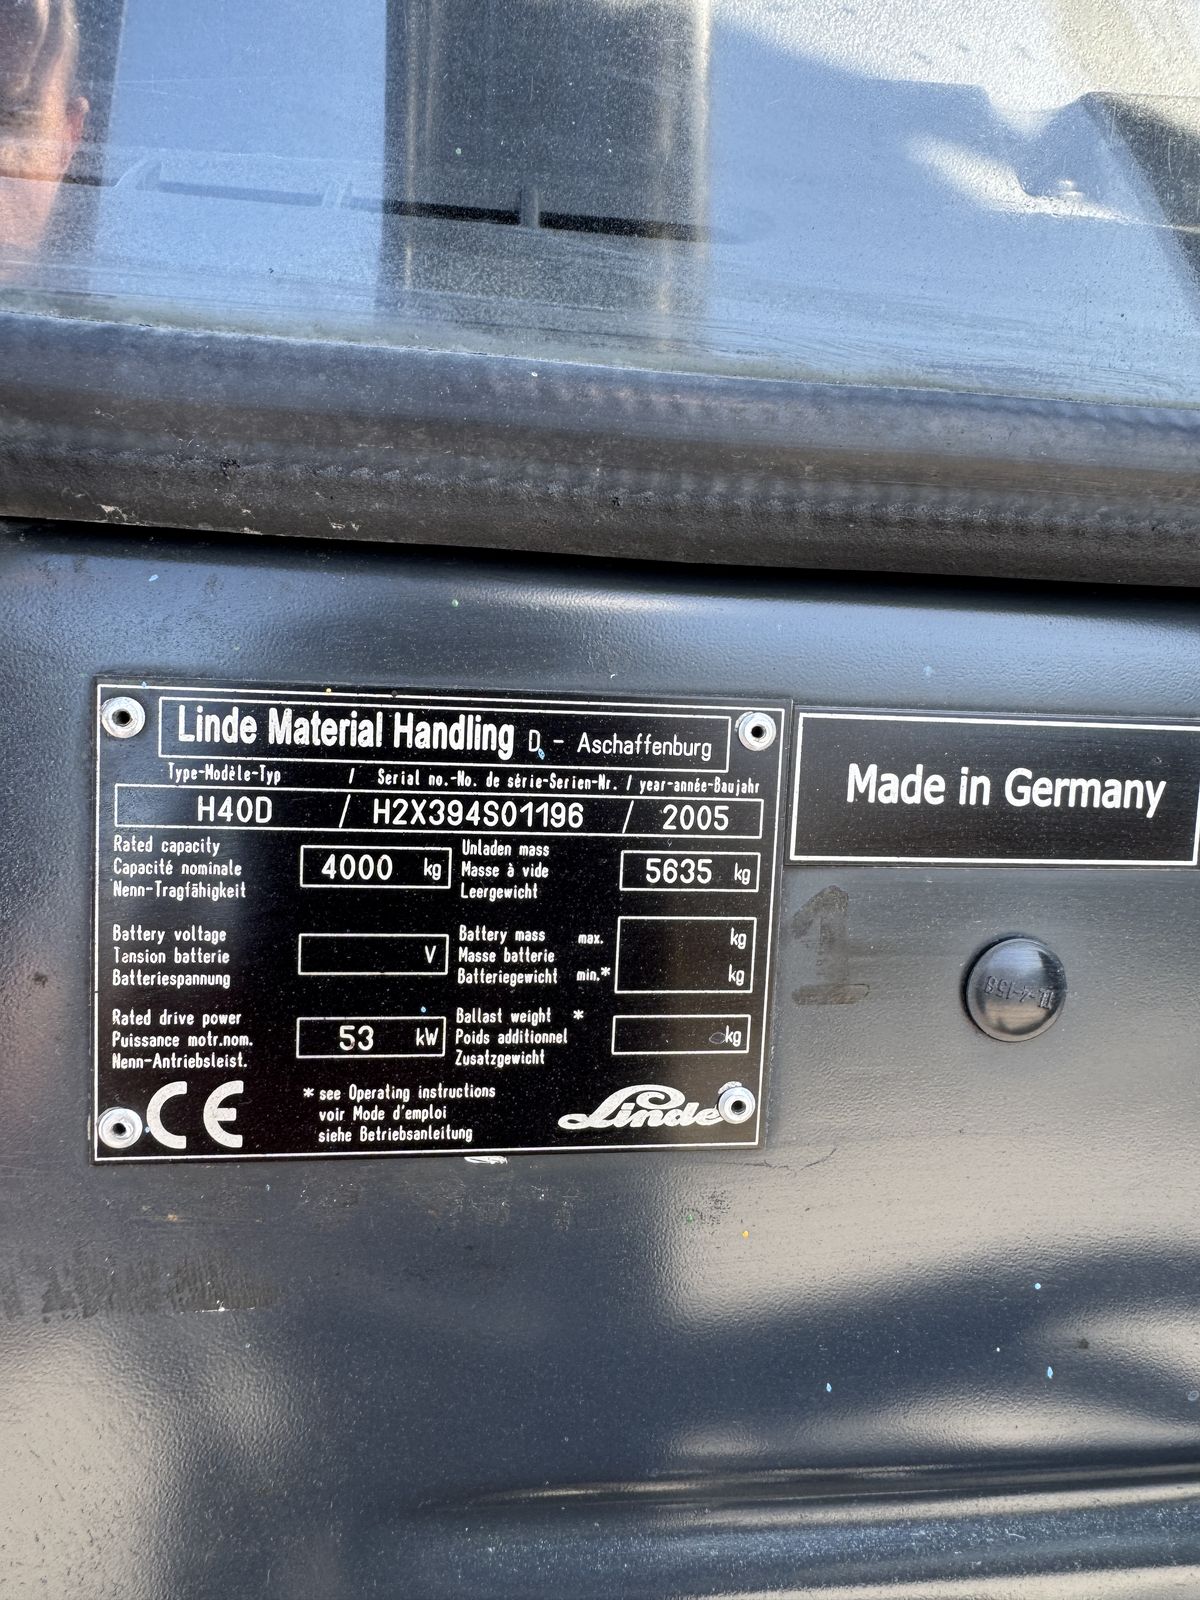 Linde Material Handling D - Aschaffenburg
Type-Modèle-Typ / Serial no.-No. de série-Serien-Nr. / year-année-Baujahr
H40D / H2X394S01196 / 2005
Rated capacity
Capacité nominale
Nenn-Tragfähigkeit
4000 kg
Unladen mass
Masse à vide
Leergewicht
5635 kg
Battery voltage
Tension batterie
Batteriespannung
V
Battery mass max.
Masse batterie
Batteriegewicht min.*
kg
kg
Rated drive power
Puissance motr.nom.
Nenn-Antriebsleist.
53 kW
Ballast weight *
Poids additionnel
Zusatzgewicht
kg
CE
* see Operating instructions
voir Mode d'emploi
siehe Betriebsanleitung
Linde
Made in Germany
1